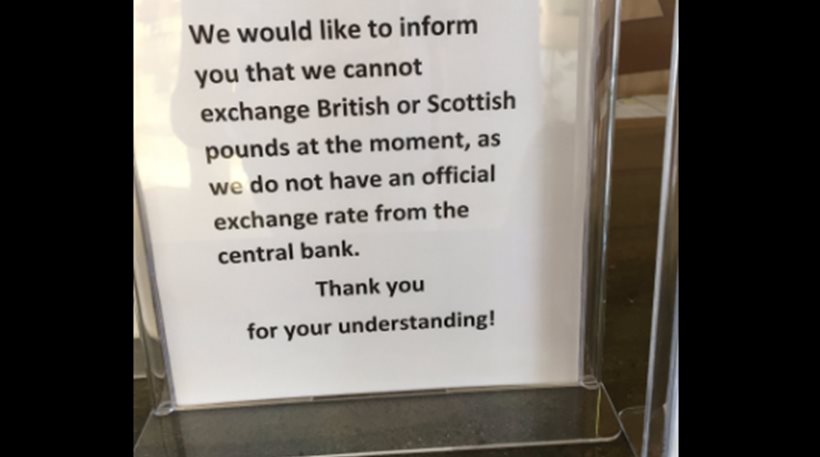 We would like to inform
you that we cannot
exchange British or Scottish
pounds at the moment, as
we do not have an official
exchange rate from the
central bank.
Thank you
for your understanding!